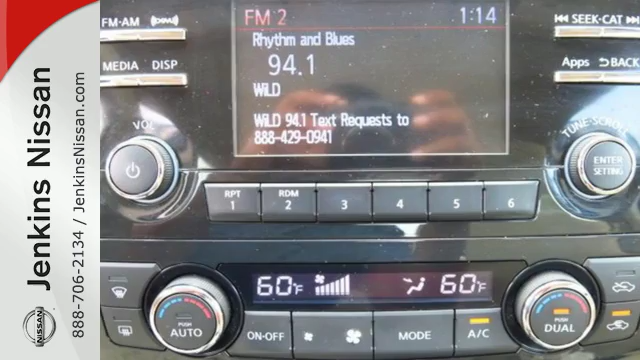 Jenkins Nissan
888-706-2134 / JenkinsNissan.com
NISSAN
FM·AM
MEDIA DISP
FM 2 1:14
Rhythm and Blues
94.1
WiLD
WiLD 94.1 Text Requests to
888-429-0941
SEEK·CAT
Apps BACK
VOL
TUNE·SCROLL
ENTER
SETTING
RPT RDM
1 2 3 4 5 6
60°F 60°F
PUSH
AUTO
ON·OFF
MODE
A/C
PUSH
DUAL